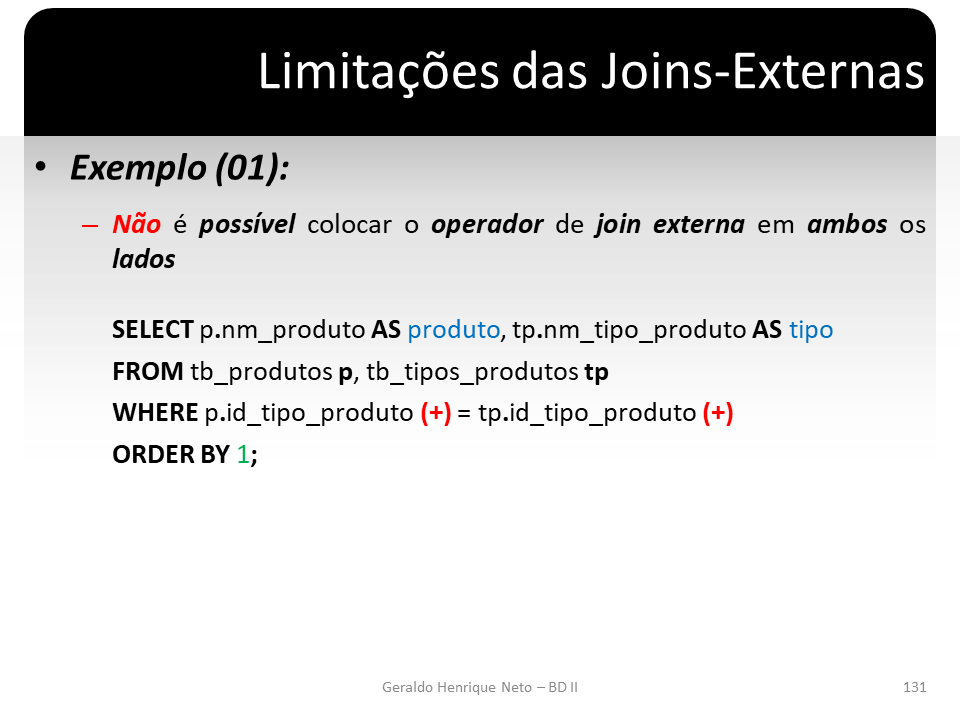 Limitações das Joins-Externas
• Exemplo (01):
– Não é possível colocar o operador de join externa em ambos os
lados
SELECT p.nm_produto AS produto, tp.nm_tipo_produto AS tipo
FROM tb_produtos p, tb_tipos_produtos tp
WHERE p.id_tipo_produto (+) = tp.id_tipo_produto (+)
ORDER BY 1;
Geraldo Henrique Neto – BD II
131